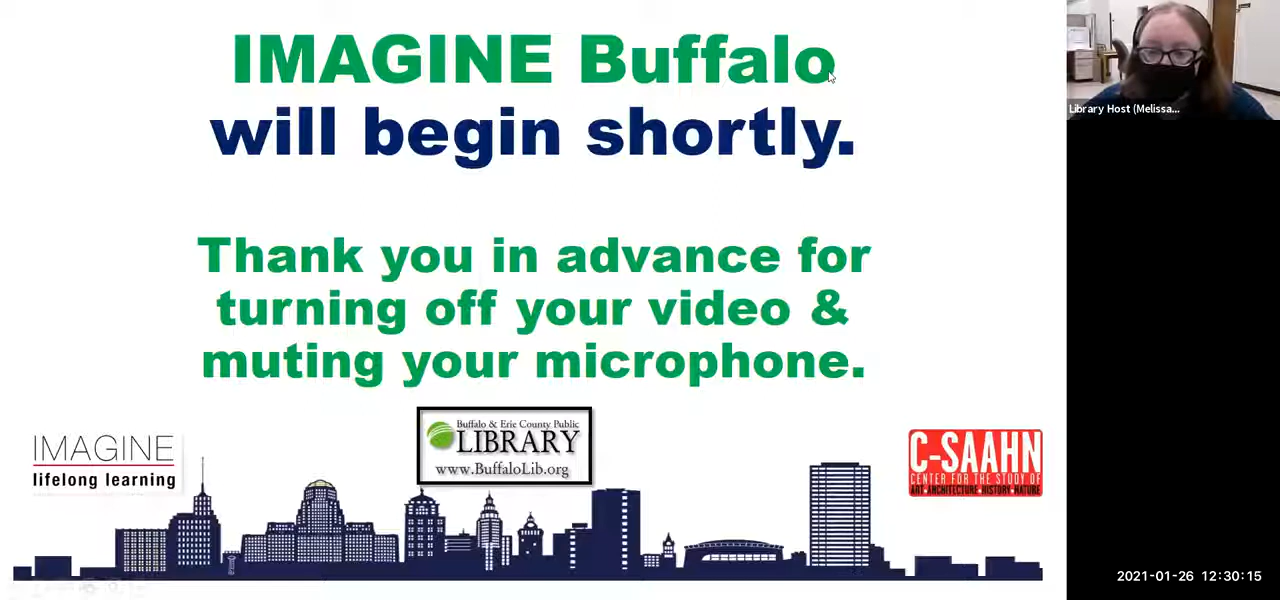 IMAGINE Buffalo
will begin shortly.
Thank you in advance for
turning off your video &
muting your microphone.
IMAGINE
lifelong learning
Buffalo & Erie County Public
LIBRARY
www.BuffaloLib.org
C-SAAHN
CENTER FOR THE STUDY OF
ART•ARCHITECTURE•HISTORY•NATURE
Library Host (Melissa...
2021-01-26 12:30:15